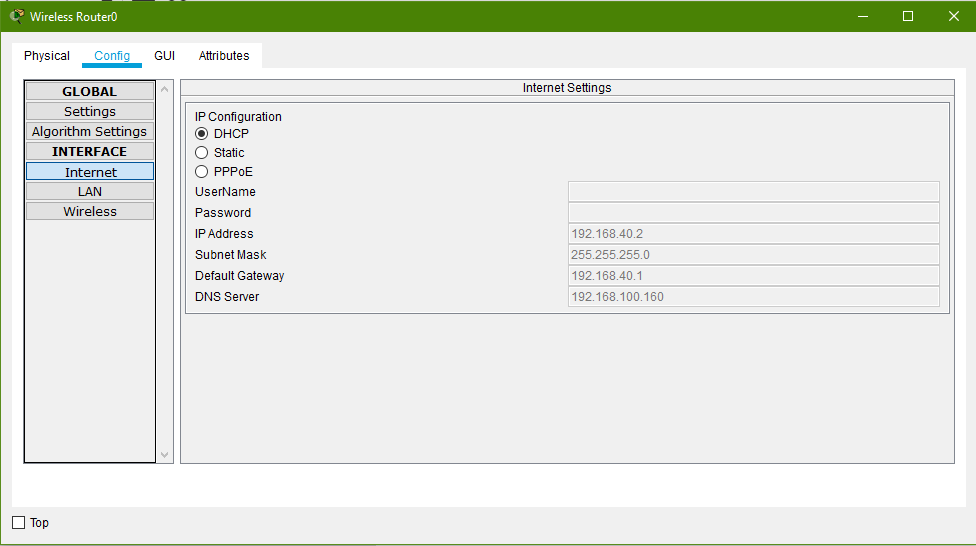 Wireless Router0
Physical Config GUI Attributes
GLOBAL
Settings
Algorithm Settings
INTERFACE
Internet
LAN
Wireless
Internet Settings
IP Configuration
DHCP
Static
PPPoE
UserName
Password
IP Address 192.168.40.2
Subnet Mask 255.255.255.0
Default Gateway 192.168.40.1
DNS Server 192.168.100.160
Top